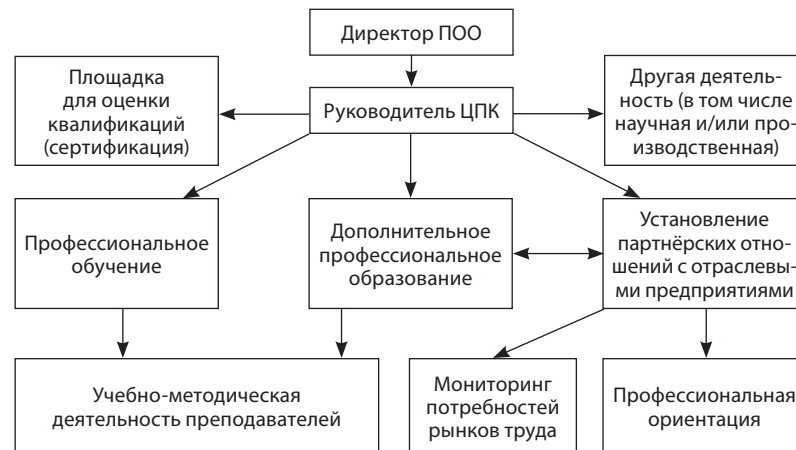 Директор ПОО
Площадка
для оценки
квалификаций
(сертификация)
Руководитель ЦПК
Другая деятель-
ность (в том числе
научная и/или про-
изводственная)
Профессиональное
обучение
Дополнительное
профессиональное
образование
Установление
партнёрских отно-
шений с отраслевы-
ми предприятиями
Учебно-методическая
деятельность преподавателей
Мониторинг
потребностей
рынков труда
Профессиональная
ориентация